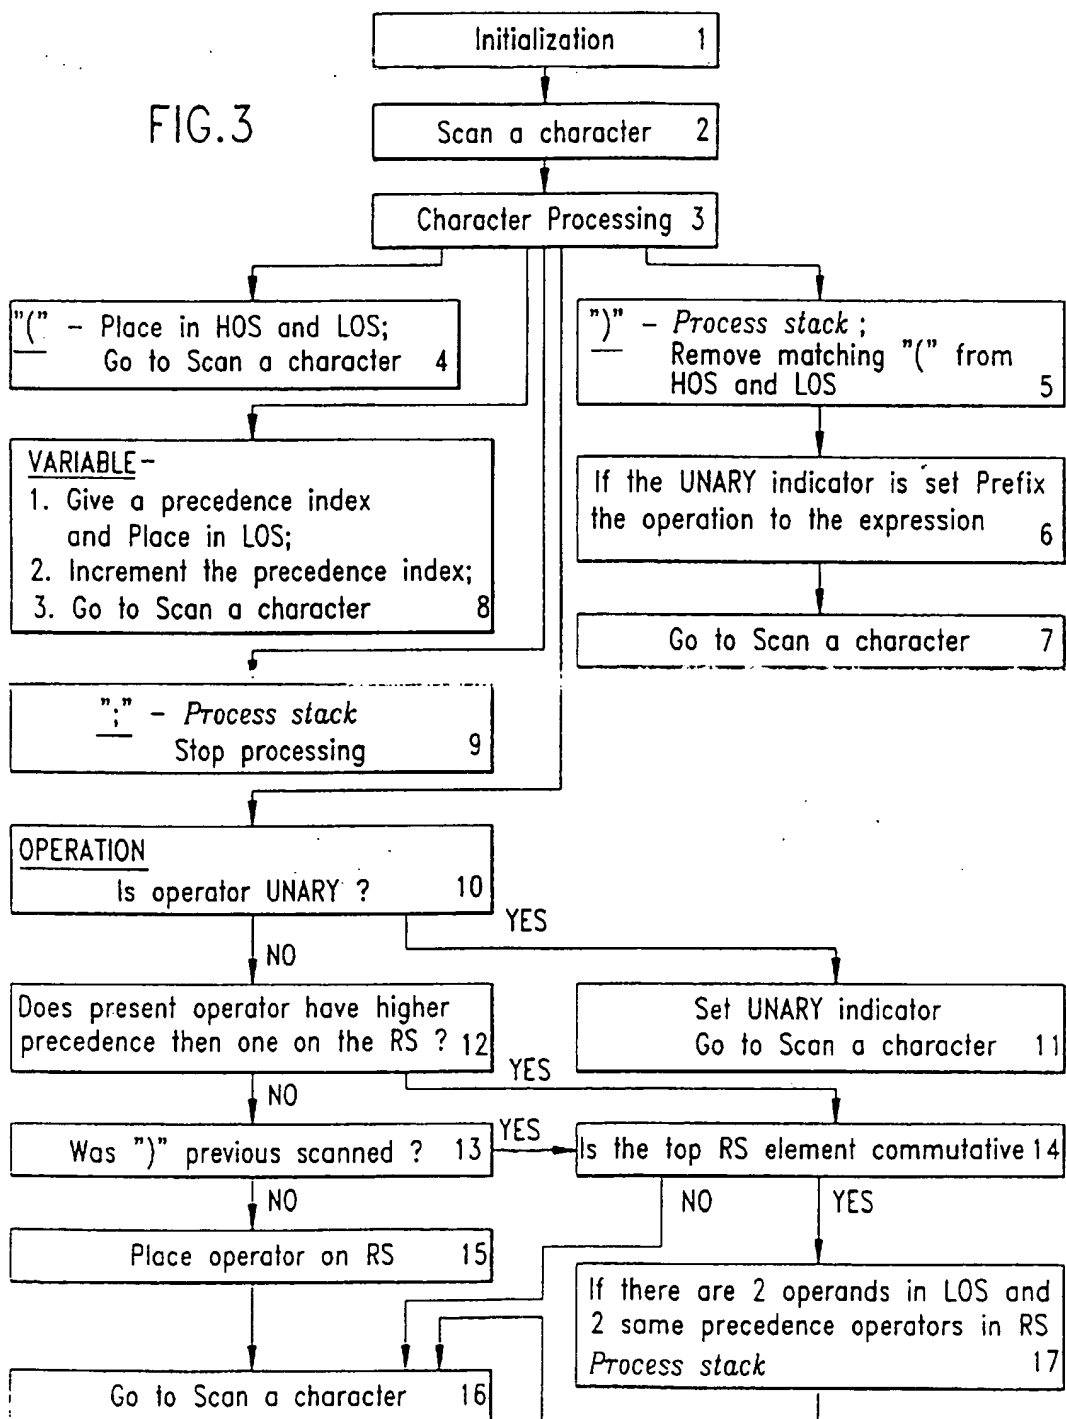 Initialization 1
FIG.3
Scan a character 2
Character Processing 3
"(" - Place in HOS and LOS;
Go to Scan a character 4
")" - Process stack ;
Remove matching "(" from
HOS and LOS 5
VARIABLE-
1. Give a precedence index
and Place in LOS;
2. Increment the precedence index;
3. Go to Scan a character 8
If the UNARY indicator is set Prefix
the operation to the expression 6
Go to Scan a character 7
";" - Process stack
Stop processing 9
OPERATION
Is operator UNARY ? 10
YES
NO
Does present operator have higher
precedence then one on the RS ? 12
Set UNARY indicator
Go to Scan a character 11
YES
NO
Was ")" previous scanned ? 13
YES
Is the top RS element commutative 14
NO
NO
YES
Place operator on RS 15
If there are 2 operands in LOS and
2 same precedence operators in RS
Process stack 17
Go to Scan a character 16